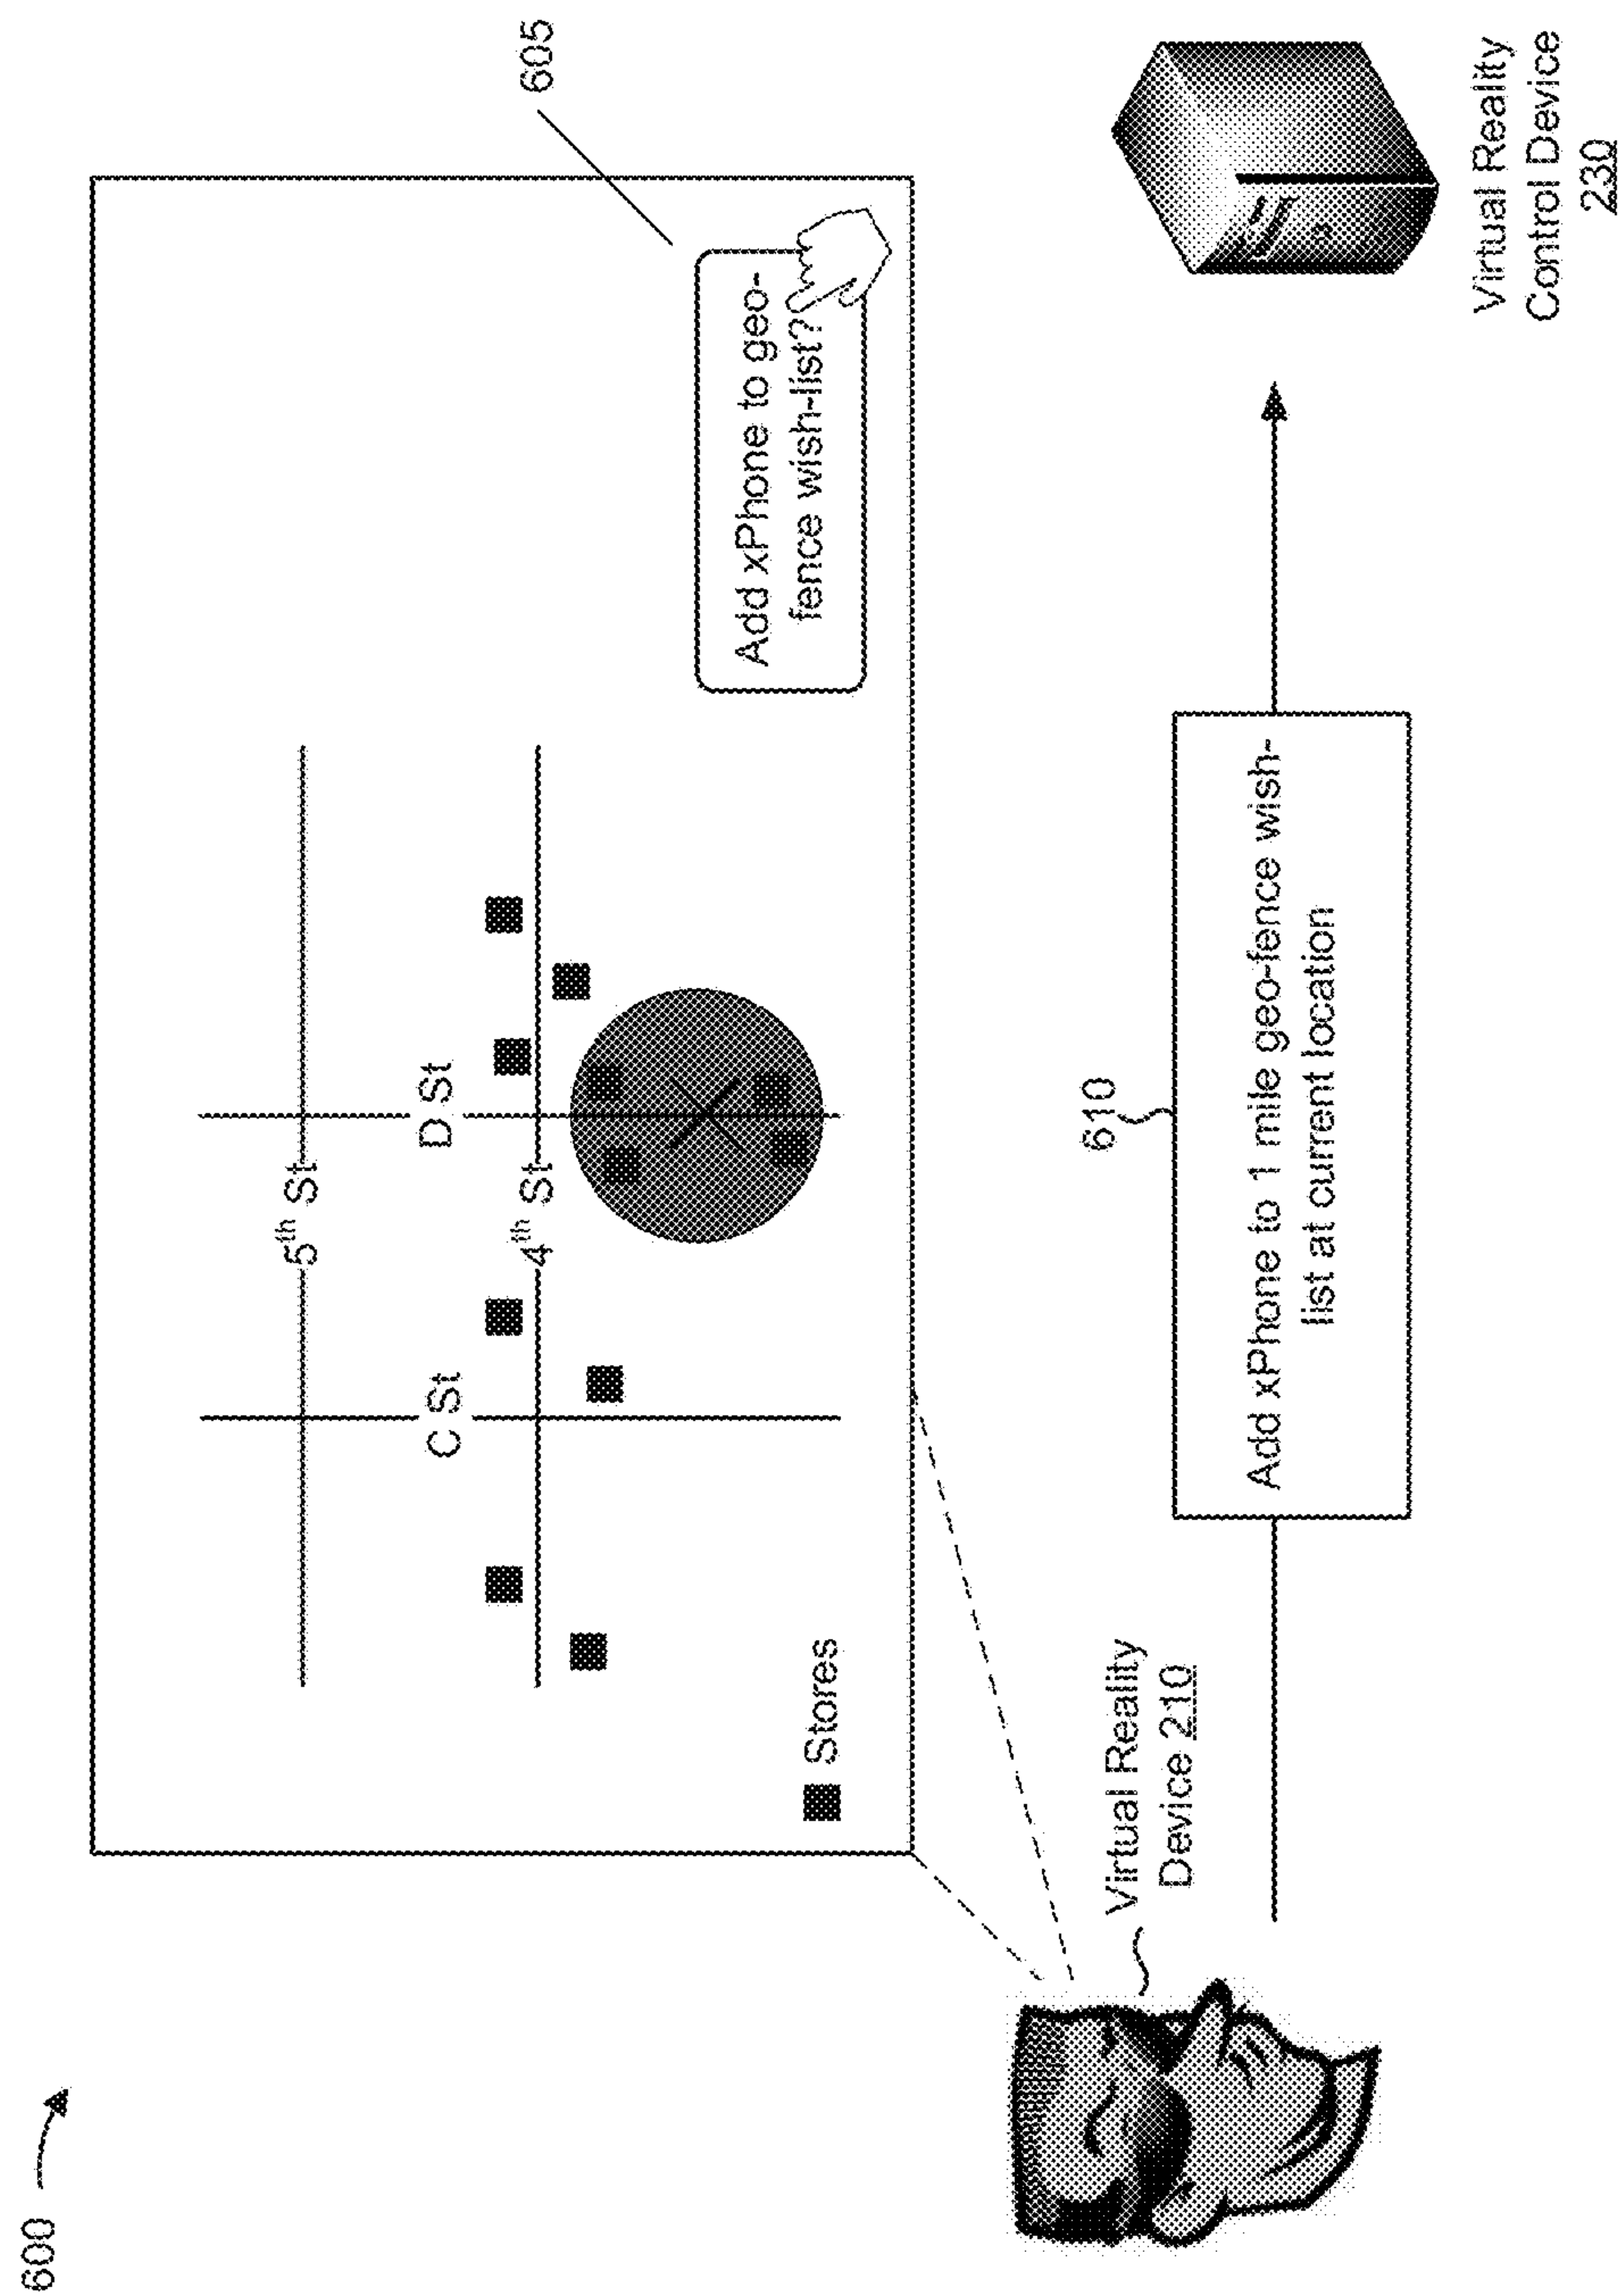 600
5th St
D St
C St
4th St
605
Add xPhone to geo-
fence wish-list?
Stores
Virtual Reality
Device 210
610
Add xPhone to 1 mile geo-fence wish-
list at current location
Virtual Reality
Control Device
230